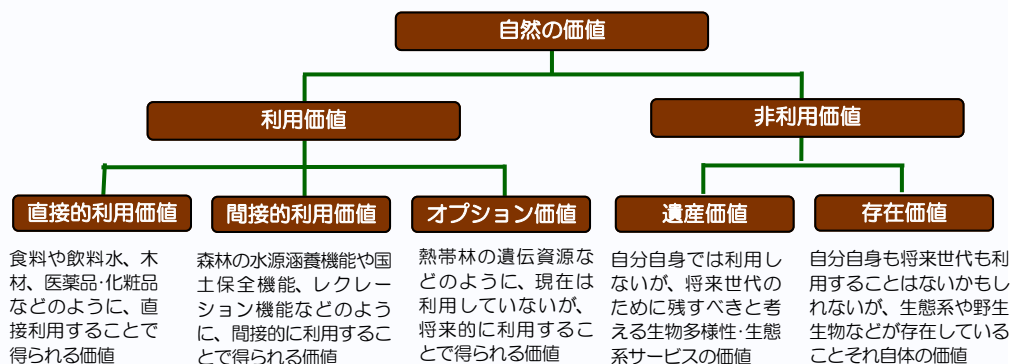 自然の価値
利用価値
非利用価値
直接的利用価値
間接的利用価値
オプション価値
遺産価値
存在価値
食料や飲料水、木
材、医薬品･化粧品
などのように、直
接利用することで
得られる価値
森林の水源涵養機能や国
土保全機能、レクレー
ション機能などのよう
に、間接的に利用するこ
とで得られる価値
熱帯林の遺伝資源な
どのように、現在は
利用していないが、
将来的に利用するこ
とで得られる価値
自分自身では利用し
ないが、将来世代の
ために残すべきと考
える生物多様性･生態
系サービスの価値
自分自身も将来世代も利
用することはないかもし
れないが、生態系や野生
生物などが存在している
ことそれ自体の価値